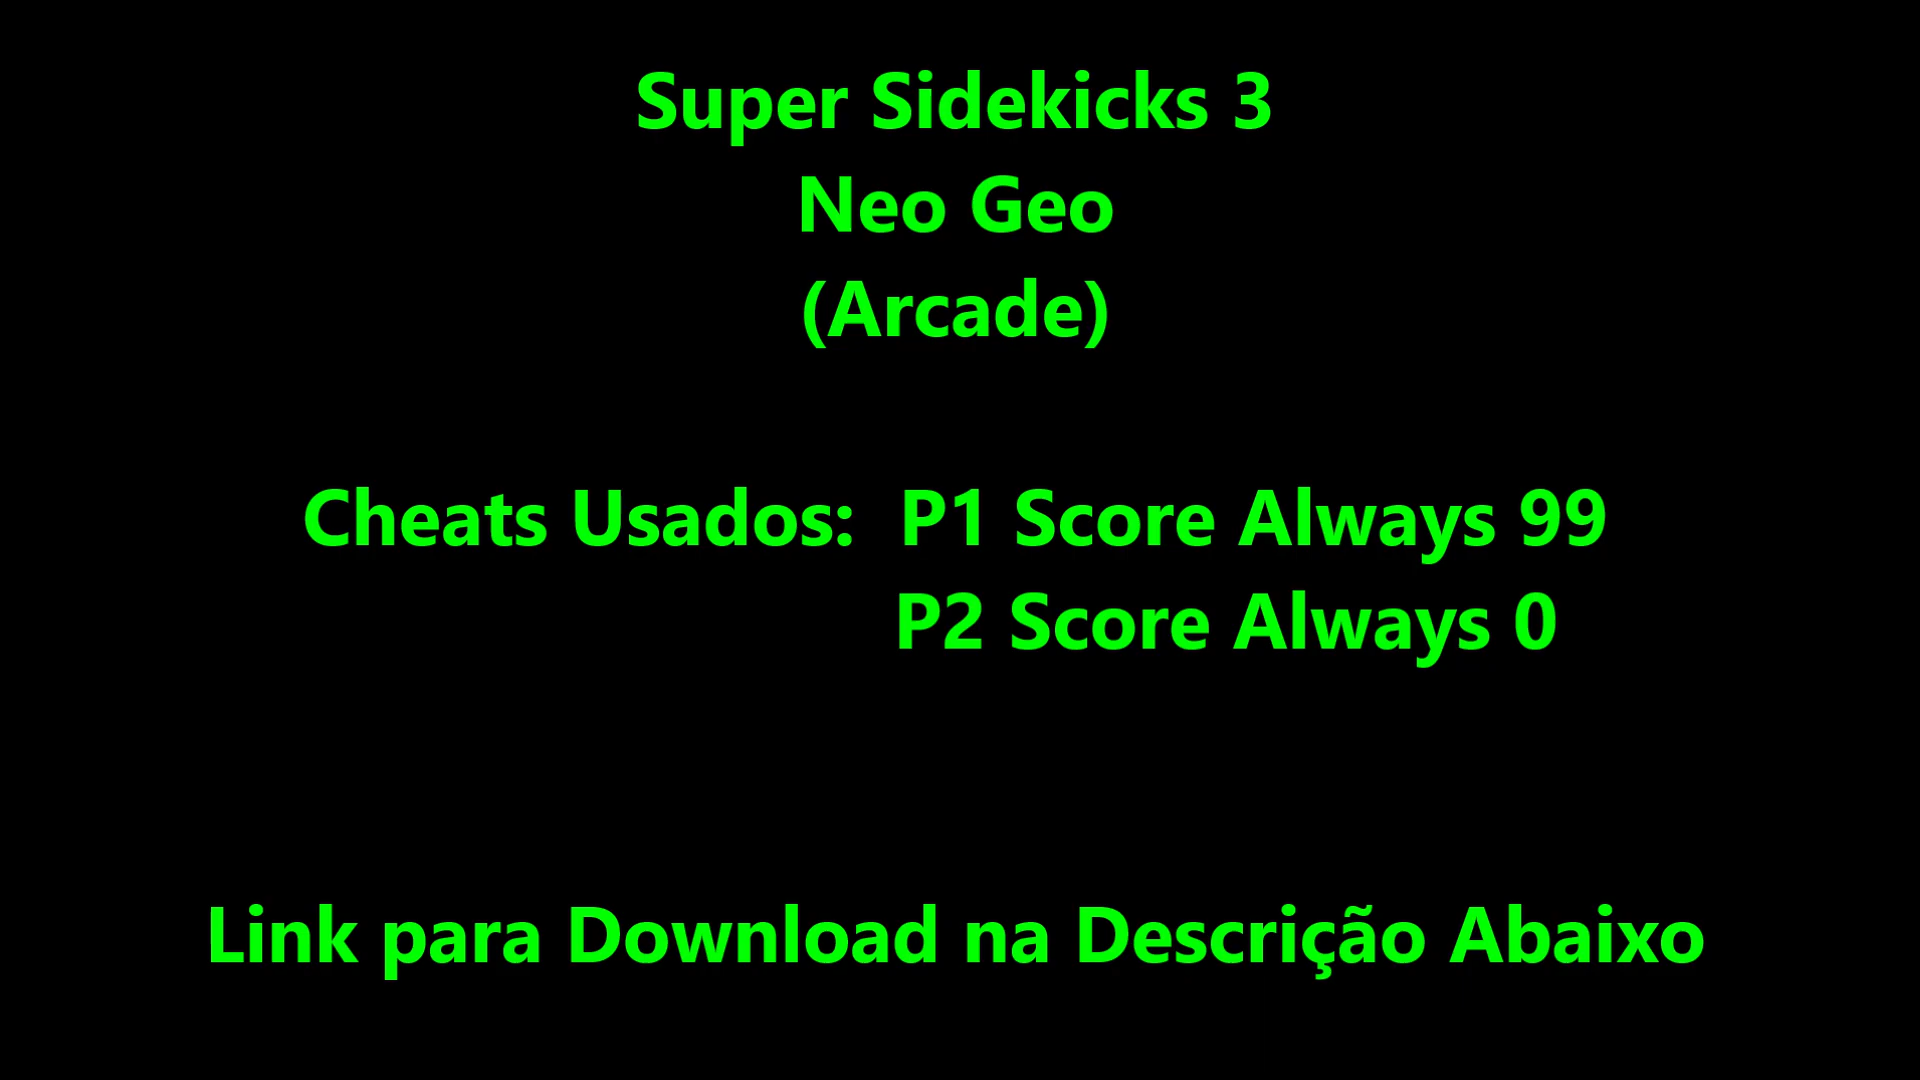 Super Sidekicks 3
Neo Geo
(Arcade)
Cheats Usados: P1 Score Always 99
P2 Score Always 0
Link para Download na Descrição Abaixo